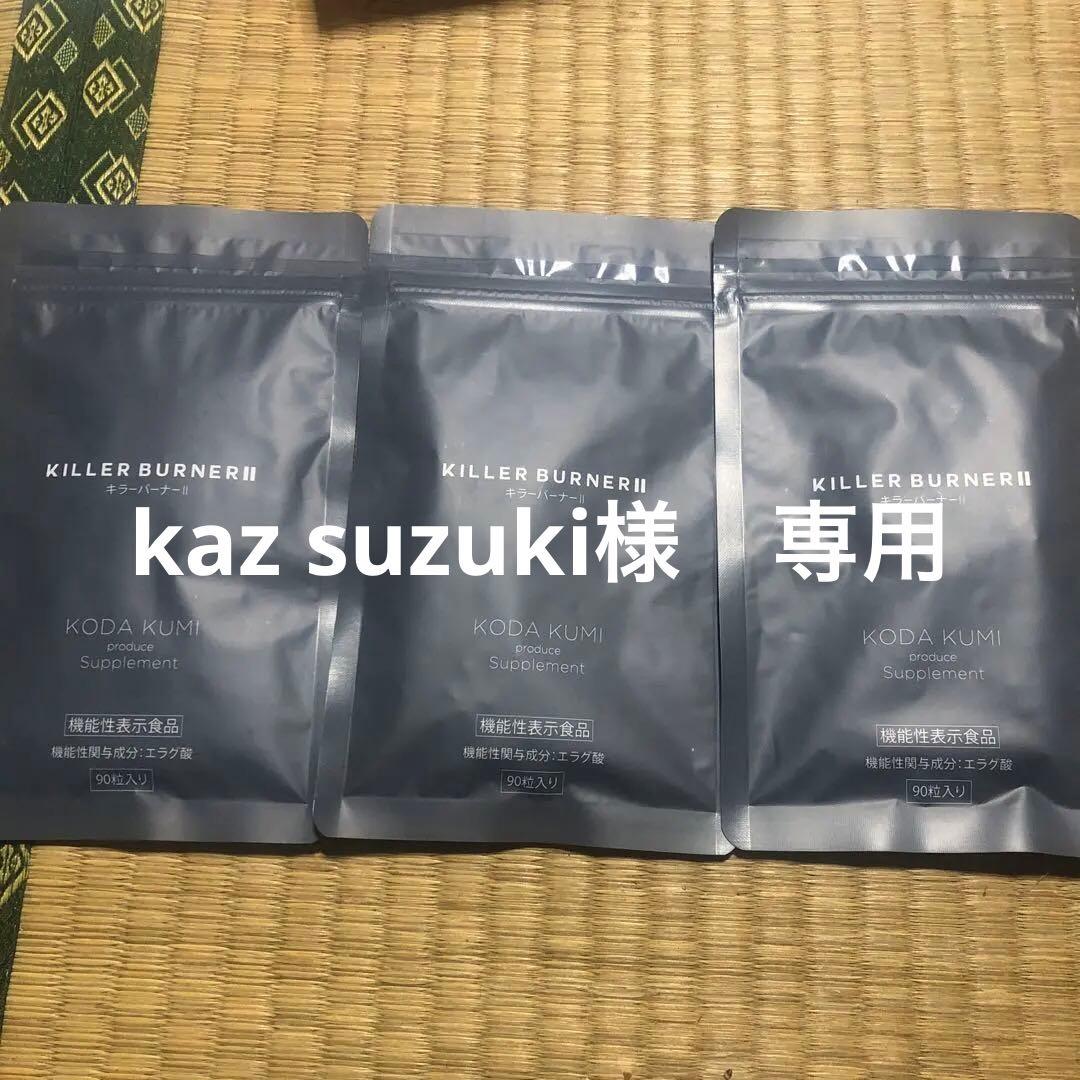 KILLER BURNER II
キラーバーナーII
KODA KUMI
produce
Supplement
機能性表示食品
機能性関与成分:エラグ酸
90粒入り
KILLER BURNER II
キラーバーナーII
KODA KUMI
produce
Supplement
機能性表示食品
機能性関与成分:エラグ酸
90粒入り
KILLER BURNER II
キラーバーナーII
KODA KUMI
produce
Supplement
機能性表示食品
機能性関与成分:エラグ酸
90粒入り
kaz suzuki様　専用